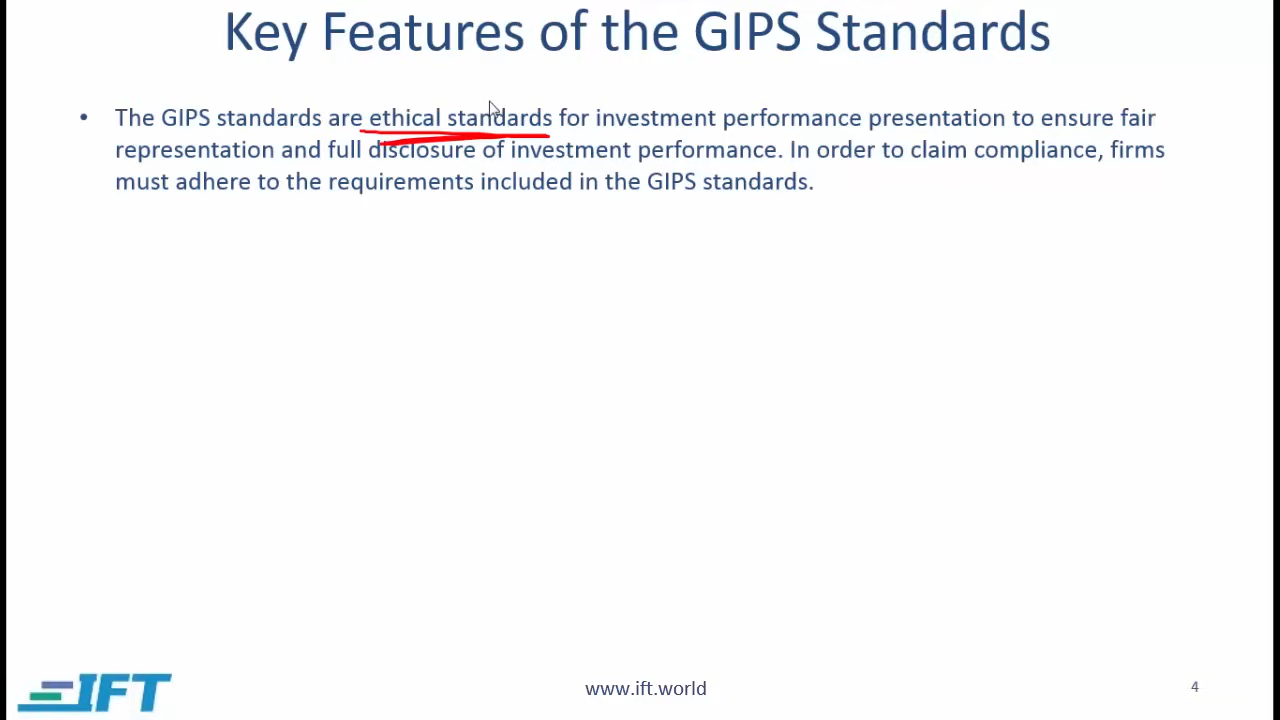 Key Features of the GIPS Standards
• The GIPS standards are ethical standards for investment performance presentation to ensure fair
representation and full disclosure of investment performance. In order to claim compliance, firms
must adhere to the requirements included in the GIPS standards.
IFT
www.ift.world
4